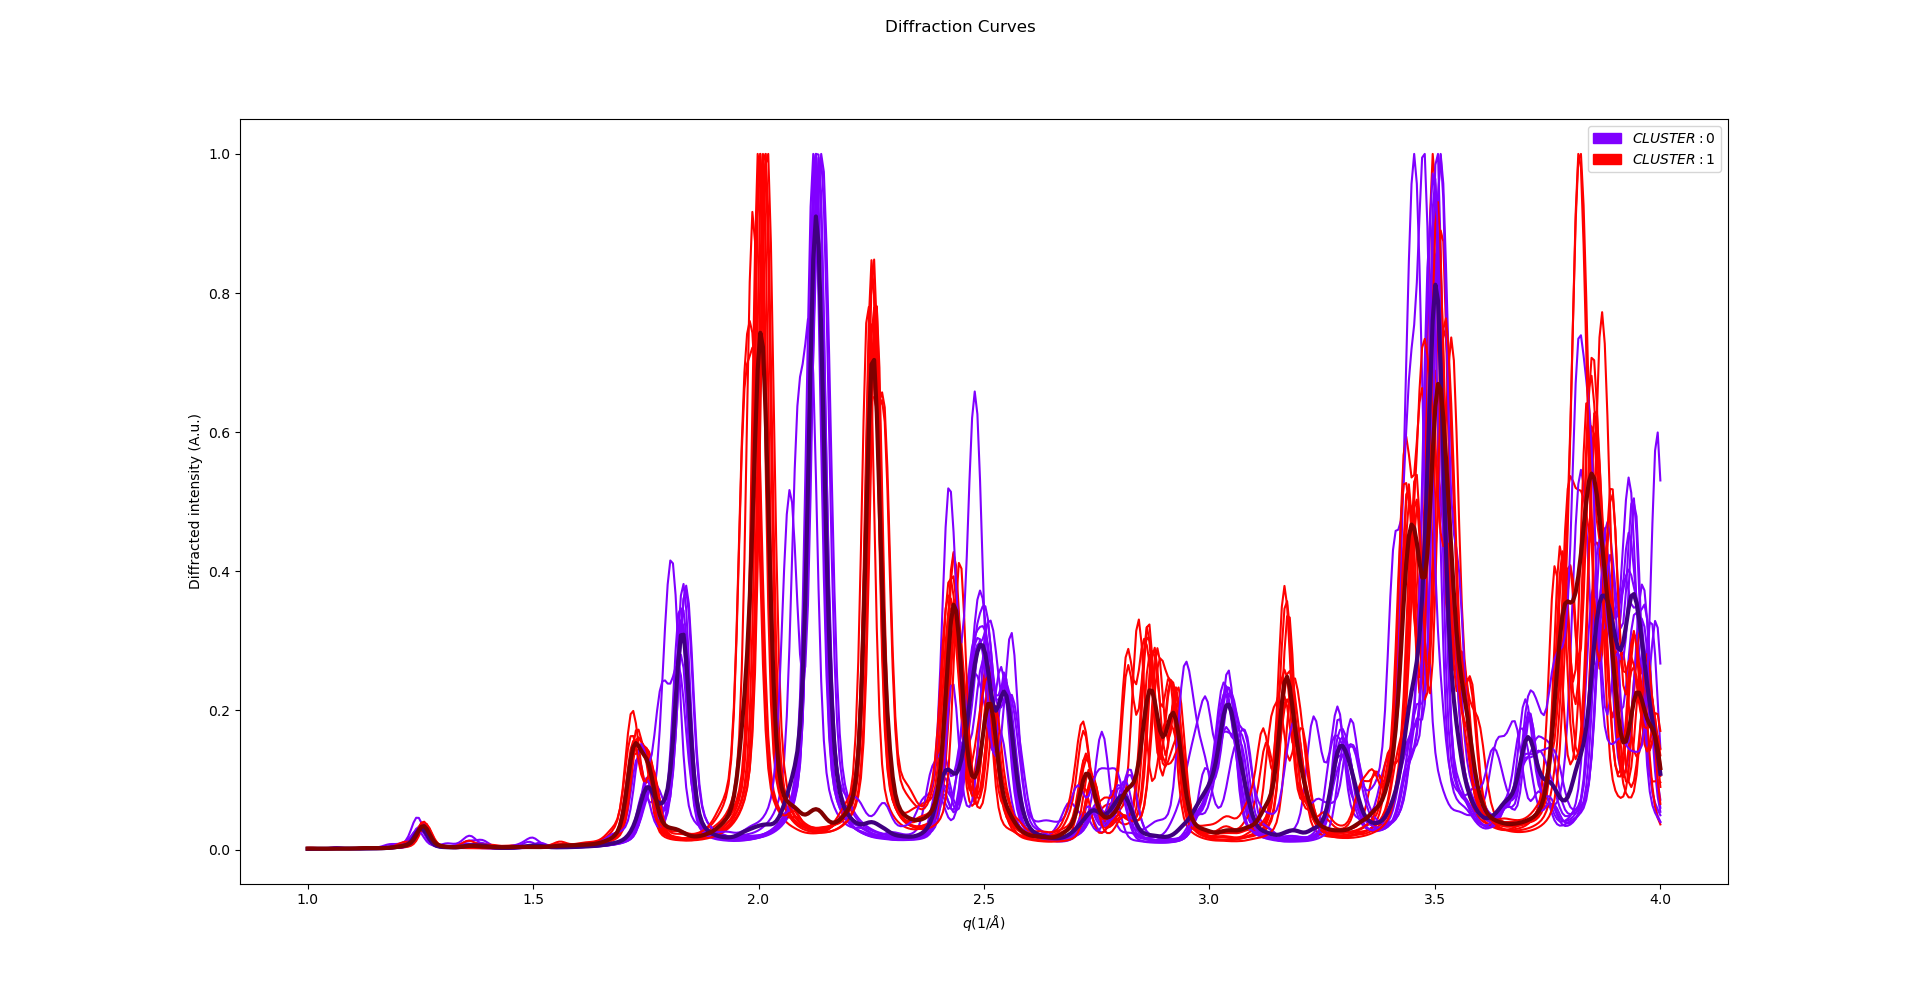 Diffraction Curves
CLUSTER : 0
CLUSTER : 1
1.0
0.8
0.6
0.4
0.2
0.0
Diffracted intensity (A.u.)
1.0 1.5 2.0 2.5 3.0 3.5 4.0
q(1/Å)